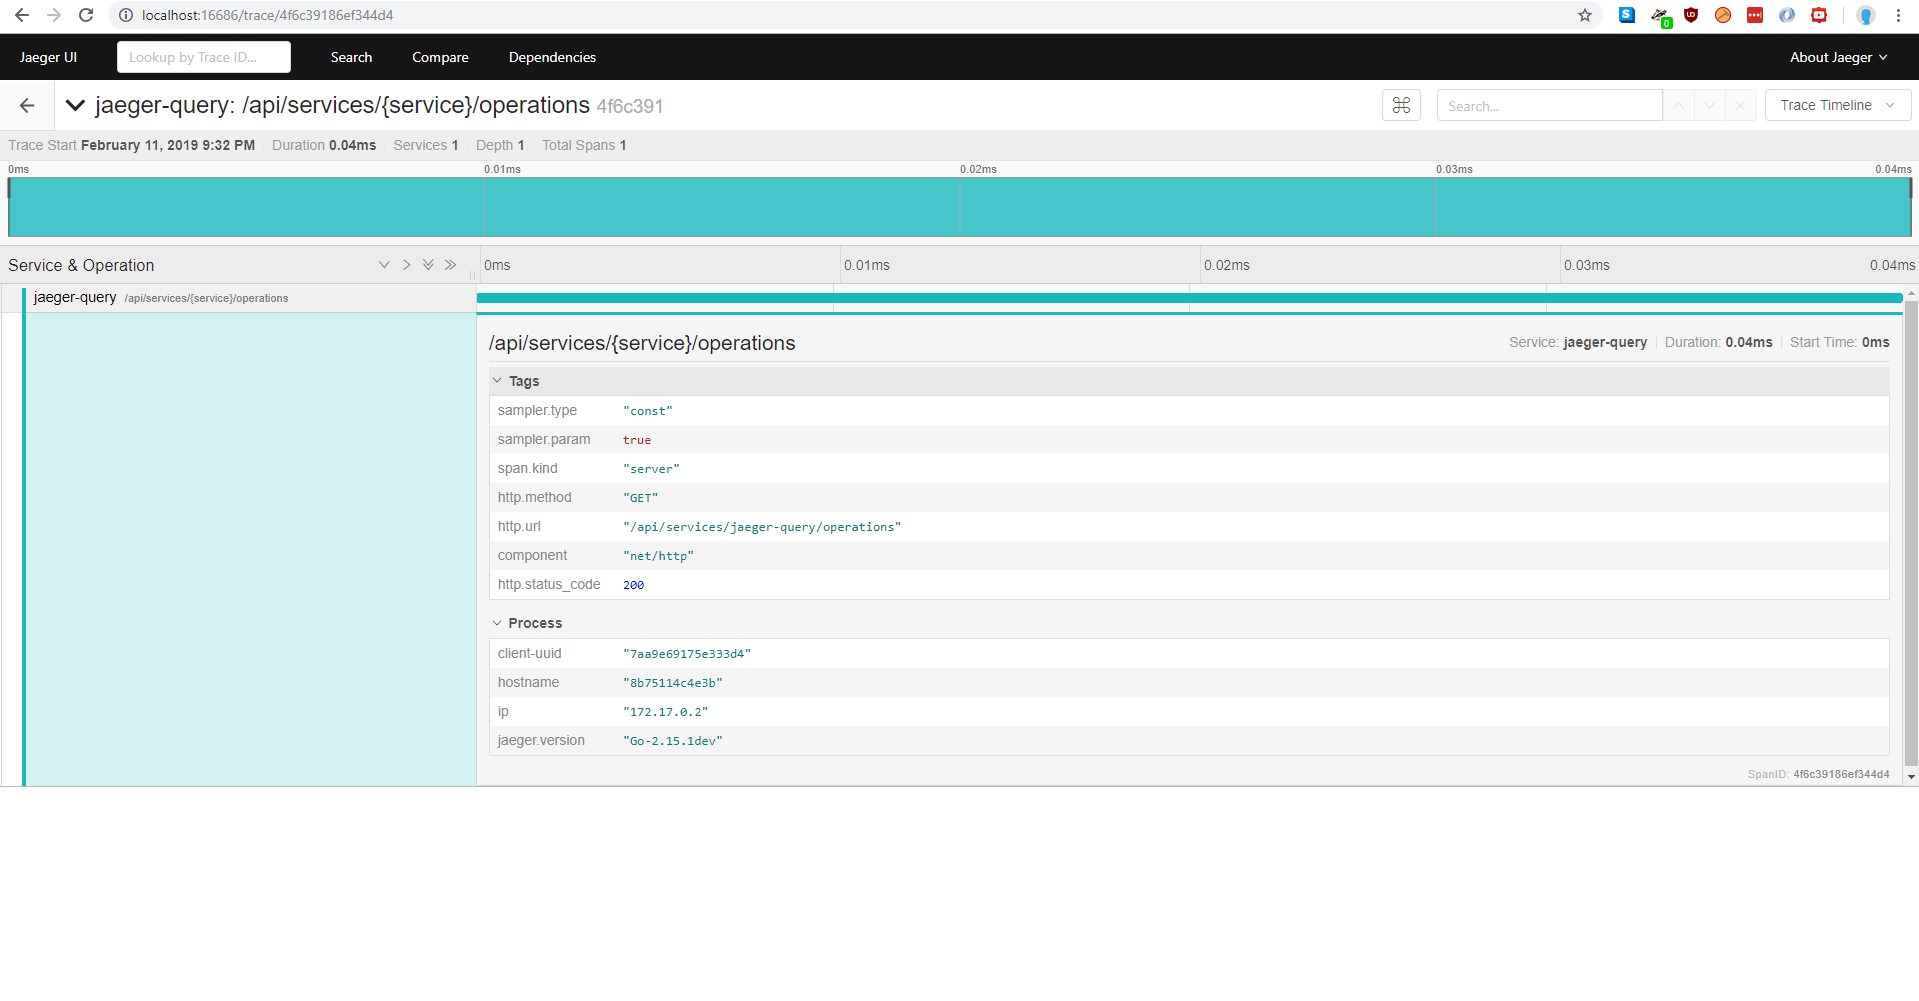 localhost:16686/trace/4f6c39186ef344d4
0
Jaeger UI Lookup by Trace ID... Search Compare Dependencies About Jaeger
jaeger-query: /api/services/{service}/operations 4f6c391 Search... Trace Timeline
Trace Start February 11, 2019 9:32 PM Duration 0.04ms Services 1 Depth 1 Total Spans 1
0ms 0.01ms 0.02ms 0.03ms 0.04ms
Service & Operation 0ms 0.01ms 0.02ms 0.03ms 0.04ms
jaeger-query /api/services/{service}/operations
/api/services/{service}/operations Service: jaeger-query Duration: 0.04ms Start Time: 0ms
Tags
sampler.type "const"
sampler.param true
span.kind "server"
http.method "GET"
http.url "/api/services/jaeger-query/operations"
component "net/http"
http.status_code 200
Process
client-uuid "7aa9e69175e333d4"
hostname "8b75114c4e3b"
ip "172.17.0.2"
jaeger.version "Go-2.15.1dev"
SpanID: 4f6c39186ef344d4